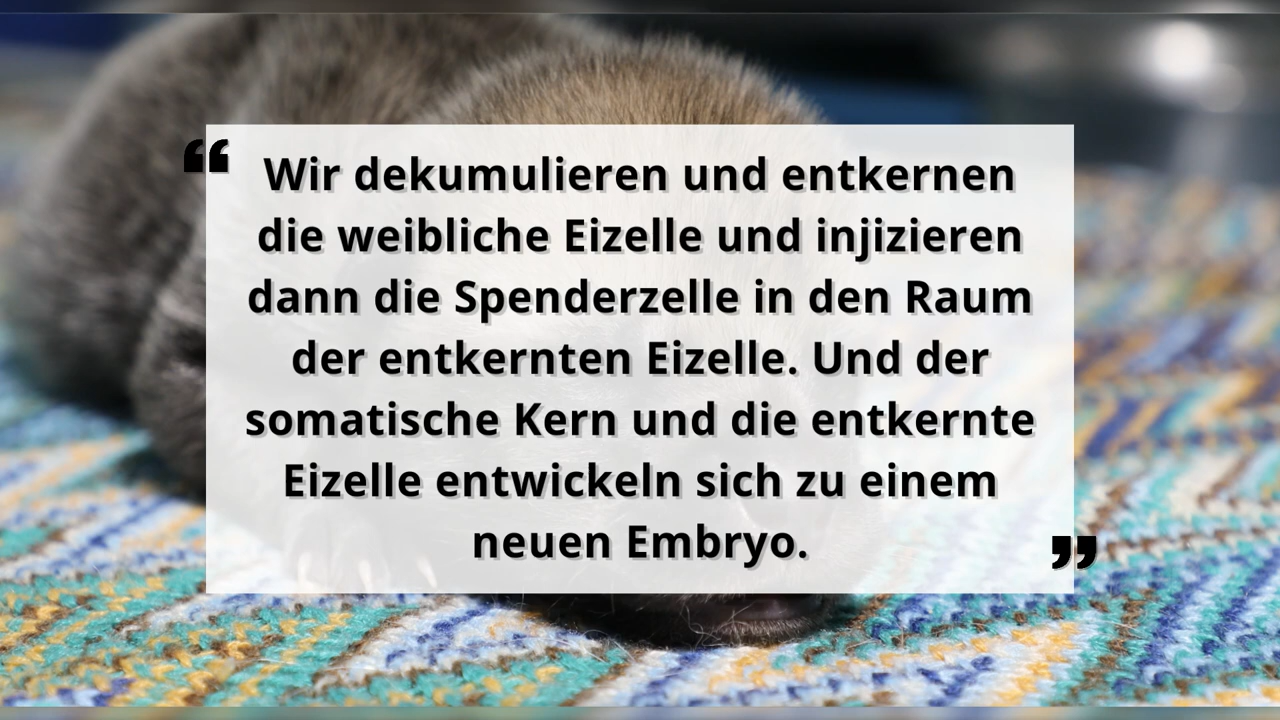 “Wir dekumulieren und entkernen
die weibliche Eizelle und injizieren
dann die Spenderzelle in den Raum
der entkernten Eizelle. Und der
somatische Kern und die entkernte
Eizelle entwickeln sich zu einem
neuen Embryo.”